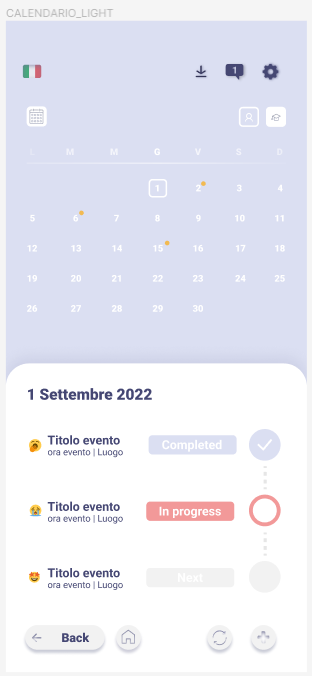 CALENDARIO_LIGHT
1
L M M G V S D
1 2 3 4
5 6 7 8 9 10 11
12 13 14 15 16 17 18
19 20 21 22 23 24 25
26 27 28 29 30
1 Settembre 2022
Titolo evento
ora evento | Luogo
Completed
Titolo evento
ora evento | Luogo
In progress
Titolo evento
ora evento | Luogo
Next
Back